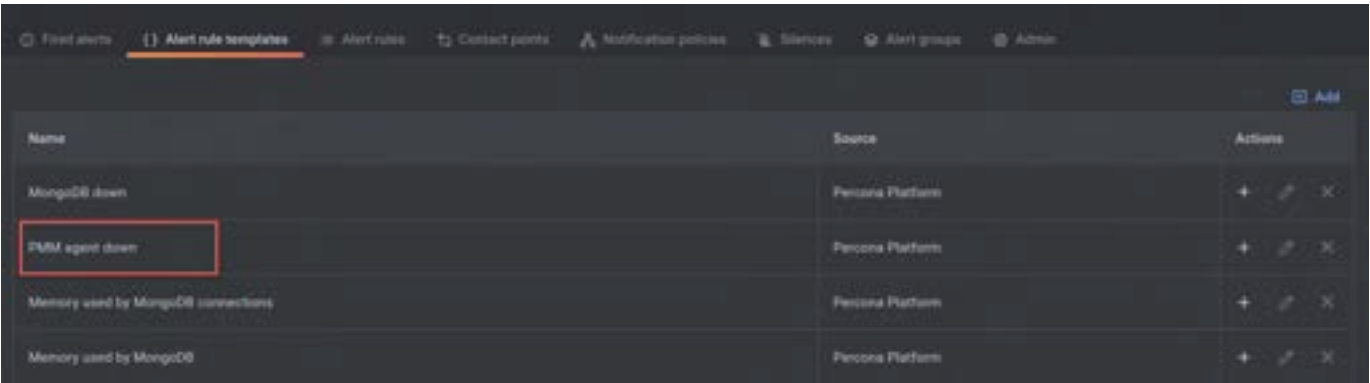 Fired alerts { } Alert rule templates Alert rules Contact points Notification policies Silences Alert groups Admin
Add
Name Source Actions
MongoDB down Percona Platform
PMM agent down Percona Platform
Memory used by MongoDB connections Percona Platform
Memory used by MongoDB Percona Platform